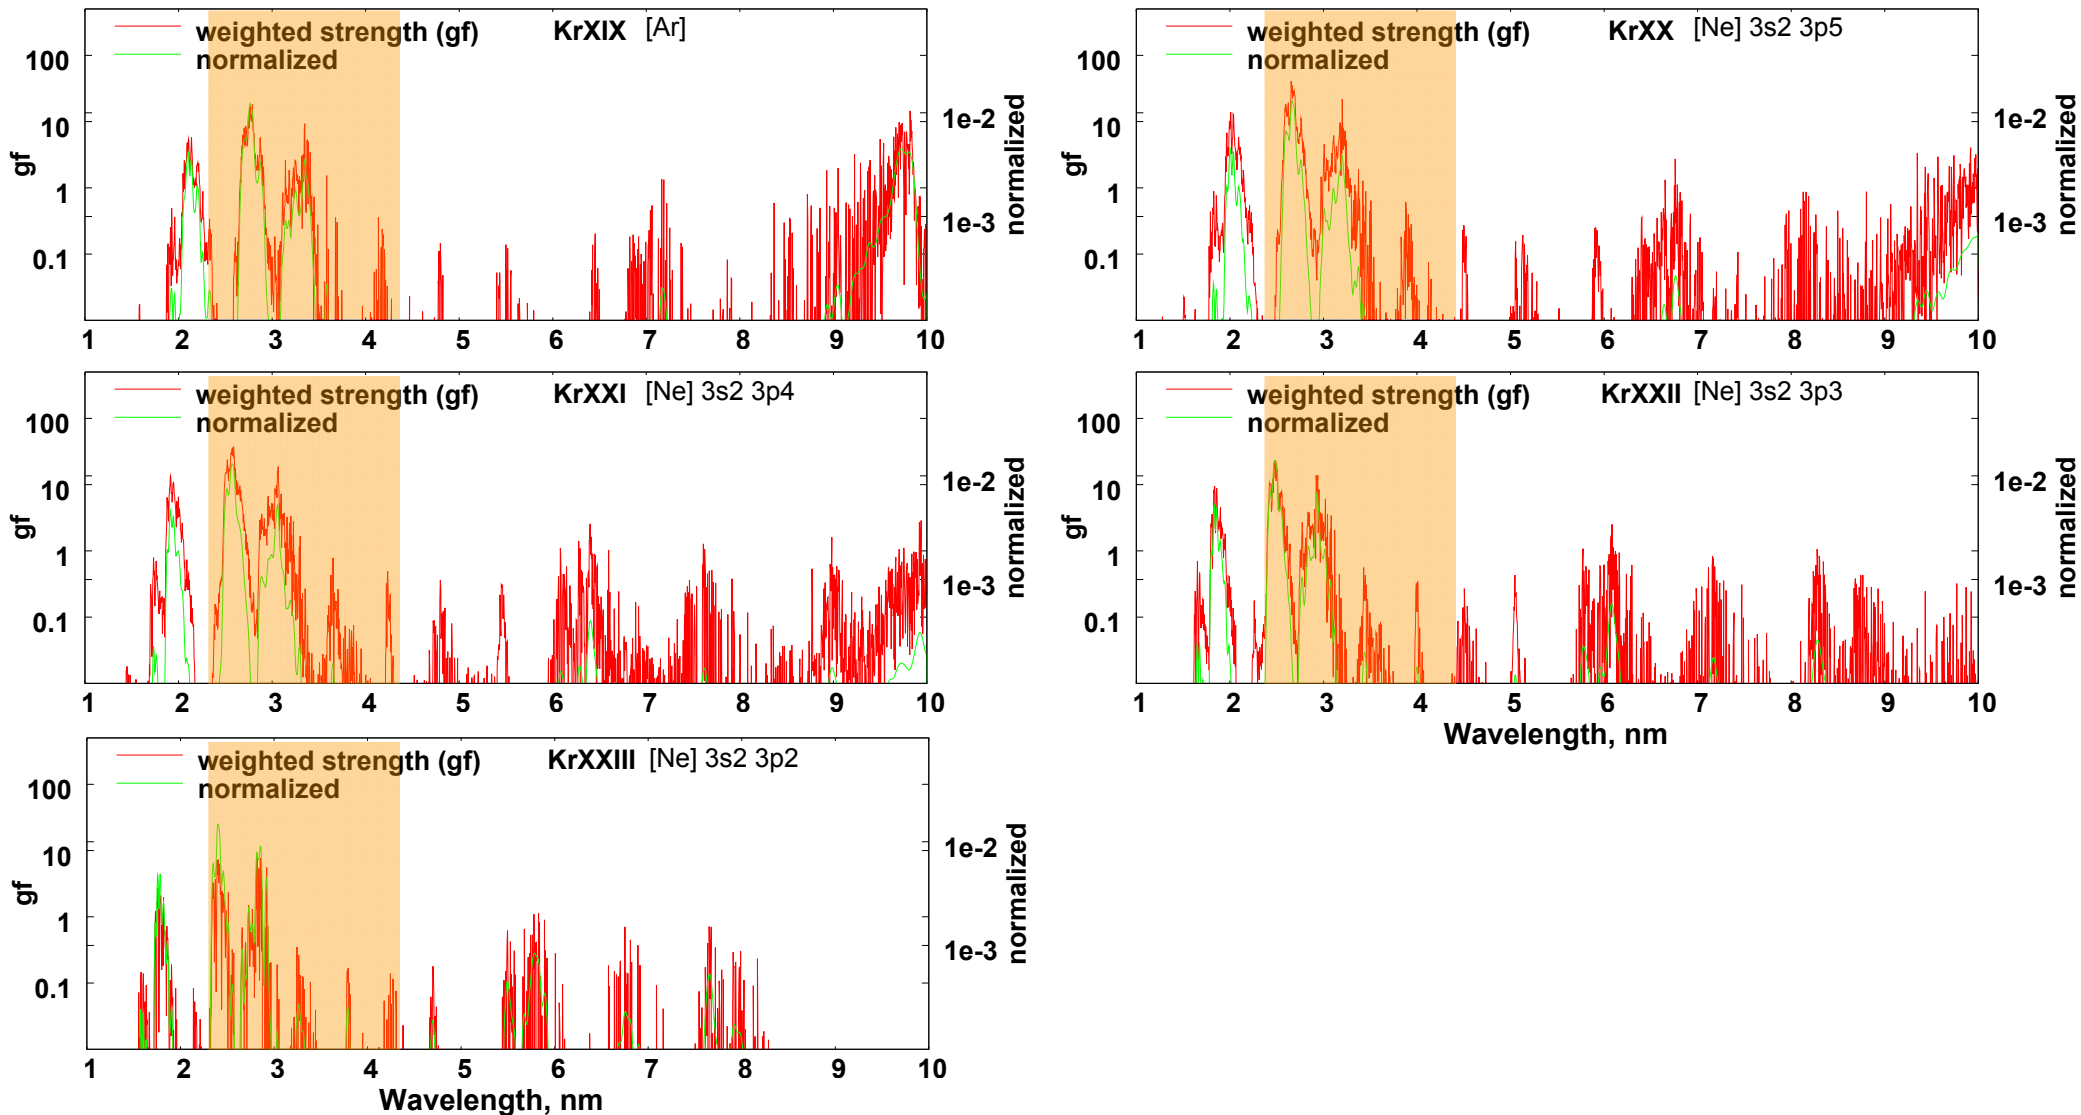 weighted strength (gf) KrXIX [Ar]
normalized
100
10
1
0.1
gf
1e-2
1e-3
normalized
1 2 3 4 5 6 7 8 9 10
weighted strength (gf) KrXX [Ne] 3s2 3p5
normalized
100
10
1
0.1
gf
1e-2
1e-3
normalized
1 2 3 4 5 6 7 8 9 10
weighted strength (gf) KrXXI [Ne] 3s2 3p4
normalized
100
10
1
0.1
gf
1e-2
1e-3
normalized
1 2 3 4 5 6 7 8 9 10
weighted strength (gf) KrXXII [Ne] 3s2 3p3
normalized
100
10
1
0.1
gf
1e-2
1e-3
normalized
1 2 3 4 5 6 7 8 9 10
Wavelength, nm
weighted strength (gf) KrXXIII [Ne] 3s2 3p2
normalized
100
10
1
0.1
gf
1e-2
1e-3
normalized
1 2 3 4 5 6 7 8 9 10
Wavelength, nm